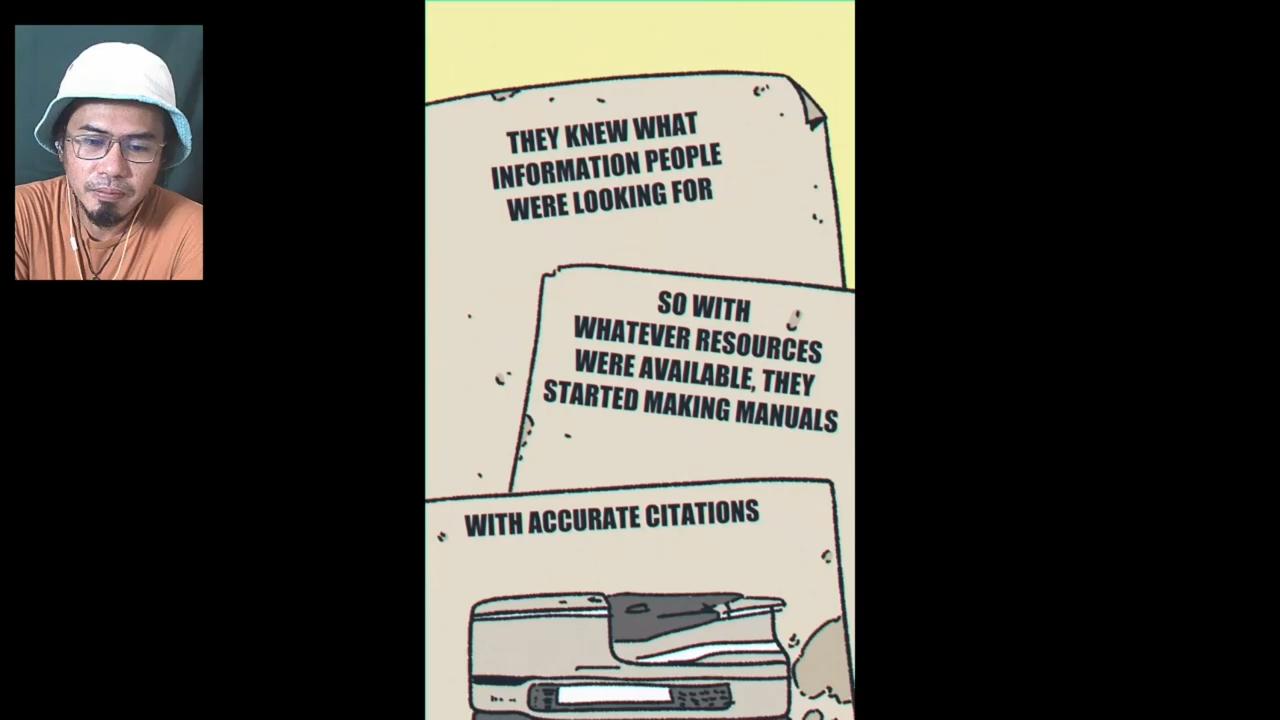 THEY KNEW WHAT
INFORMATION PEOPLE
WERE LOOKING FOR
SO WITH
WHATEVER RESOURCES
WERE AVAILABLE, THEY
STARTED MAKING MANUALS
WITH ACCURATE CITATIONS